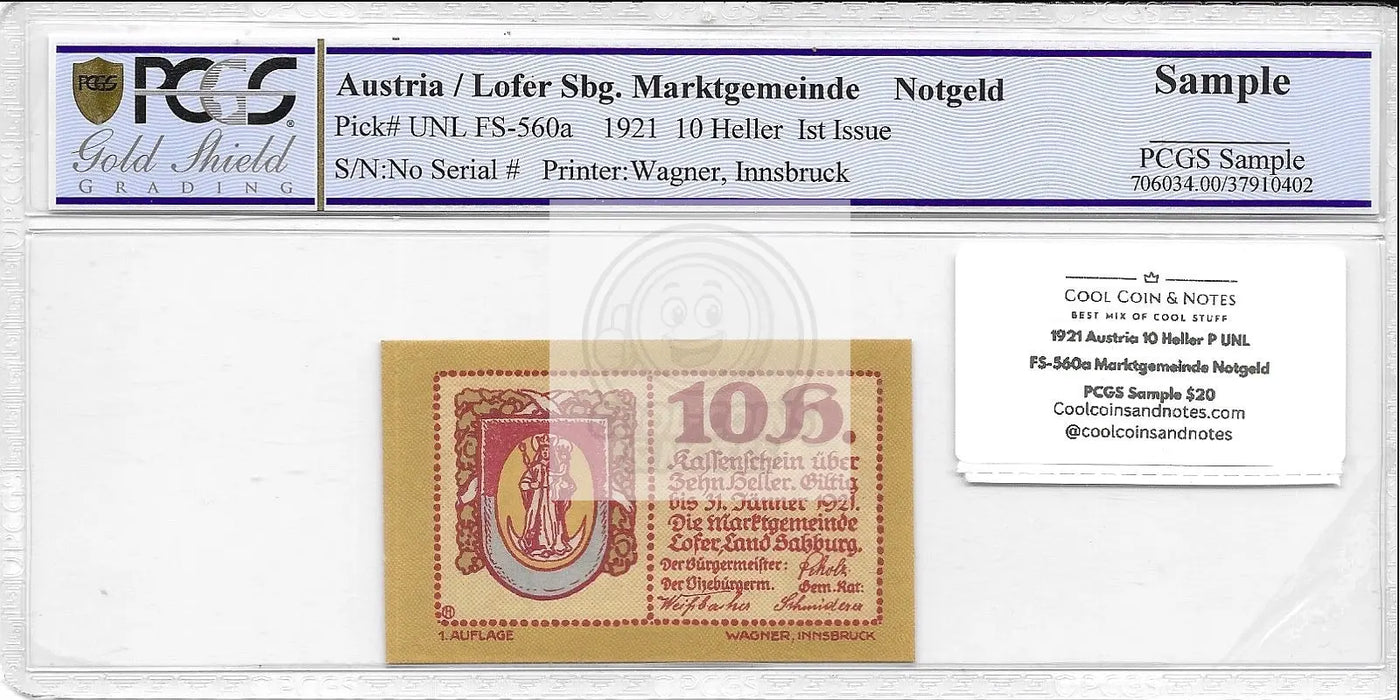 PCGS
PCGS®
Gold Shield
GRADING
Austria / Lofer Sbg. Marktgemeinde Notgeld
Pick# UNL FS-560a 1921 10 Heller Ist Issue
S/N:No Serial # Printer:Wagner, Innsbruck
Sample
PCGS Sample
706034.00/37910402
COOL COIN & NOTES
BEST MIX OF COOL STUFF
1921 Austria 10 Heller P UNL
FS-560a Marktgemeinde Notgeld
PCGS Sample $20
Coolcoinsandnotes.com
@coolcoinsandnotes
10 H.
Kassenschein über
Zehn Heller. Giltig
bis 31. Jänner 1921.
Die Marktgemeinde
Lofer, Land Salzburg.
Der Bürgermeister:
Der Vizebürgerm. Gem. Rat:
Weißbacher Schmiderer
H
1. AUFLAGE
WAGNER, INNSBRUCK